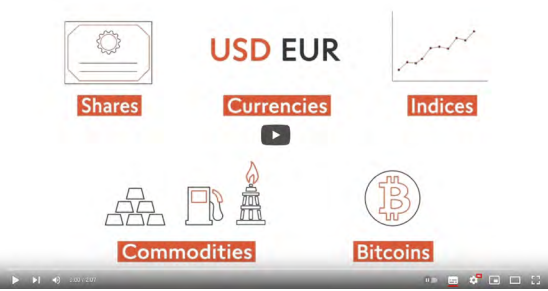 USD EUR
Shares
Currencies
Indices
Commodities
Bitcoins